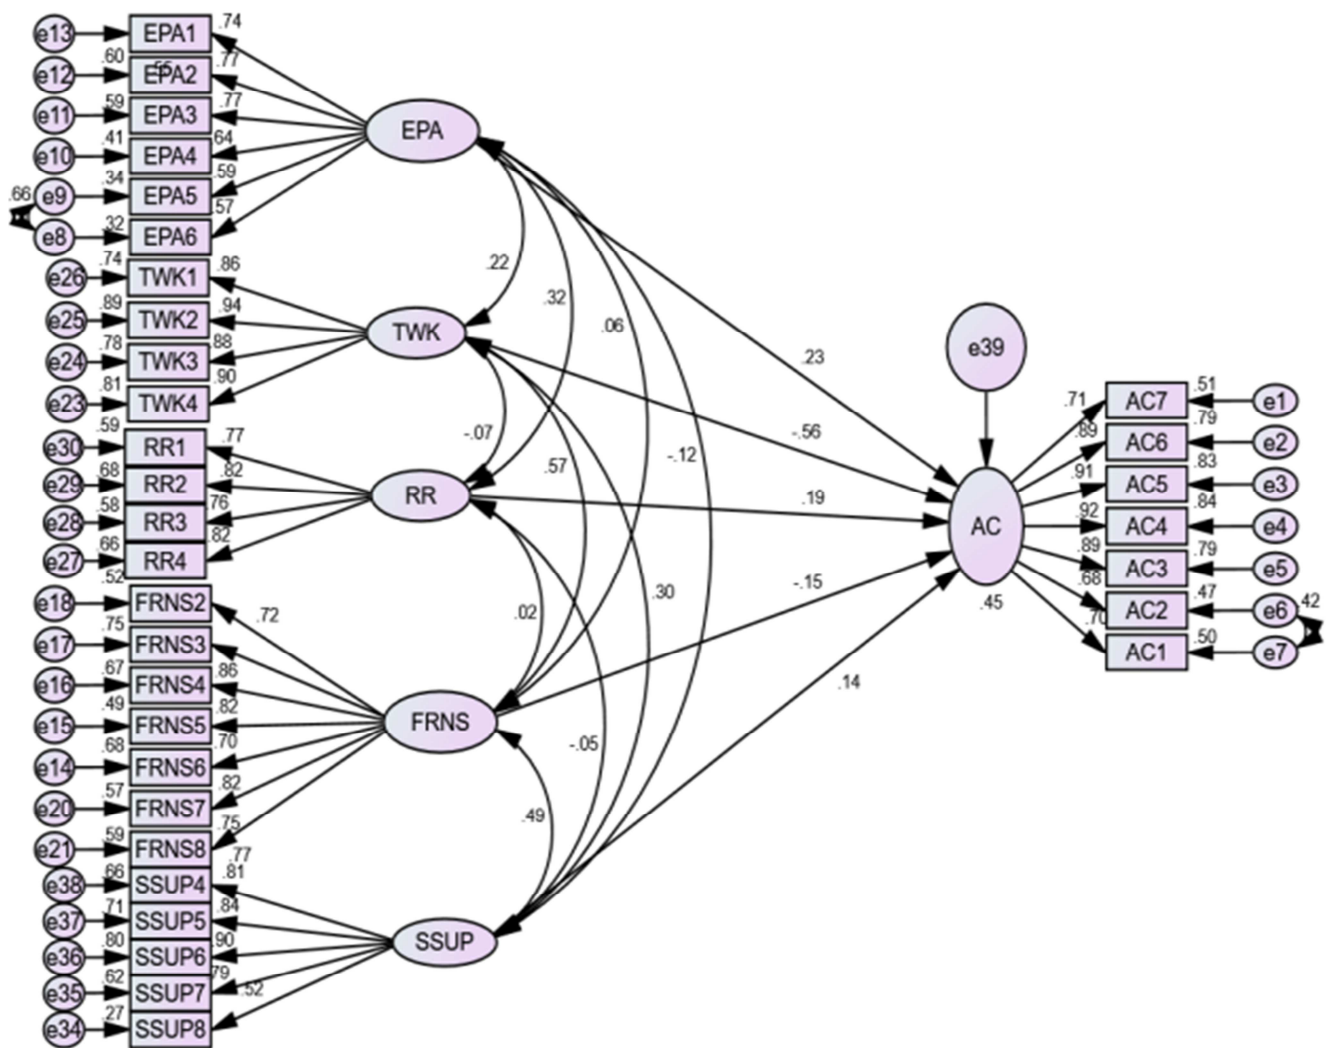 e13 EPA1 .74
.60
e12 EPA2 .77
.55
.59
e11 EPA3 .77
.41
e10 EPA4 .64
.34
.66 e9 EPA5 .59
.32
e8 EPA6 .57
EPA
.74
e26 TWK1 .86
.89
e25 TWK2 .94
.78
e24 TWK3 .88
.81
e23 TWK4 .90
TWK
.59
e30 RR1 .77
.68
e29 RR2 .82
.58
e28 RR3 .76
.66
e27 RR4 .82
RR
.52
e18 FRNS2 .72
.75
e17 FRNS3
.67
e16 FRNS4 .86
.49
e15 FRNS5 .82
.68
e14 FRNS6 .70
.57
e20 FRNS7 .82
.59
e21 FRNS8 .75
.77
FRNS
.66
e38 SSUP4 .81
.71
e37 SSUP5 .84
.80
e36 SSUP6 .90
.62
e35 SSUP7 .79
.27
e34 SSUP8 .52
SSUP
.22
.32
.06
-.12
-.07
.57
.30
.02
-.05
.49
.23
-.56
.19
-.15
.14
e39
AC
.45
.71 AC7 .51 e1
.89 AC6 .79 e2
.91 AC5 .83 e3
.92 AC4 .84 e4
.89 AC3 .79 e5
.68 AC2 .47 e6 .42
.70 AC1 .50 e7